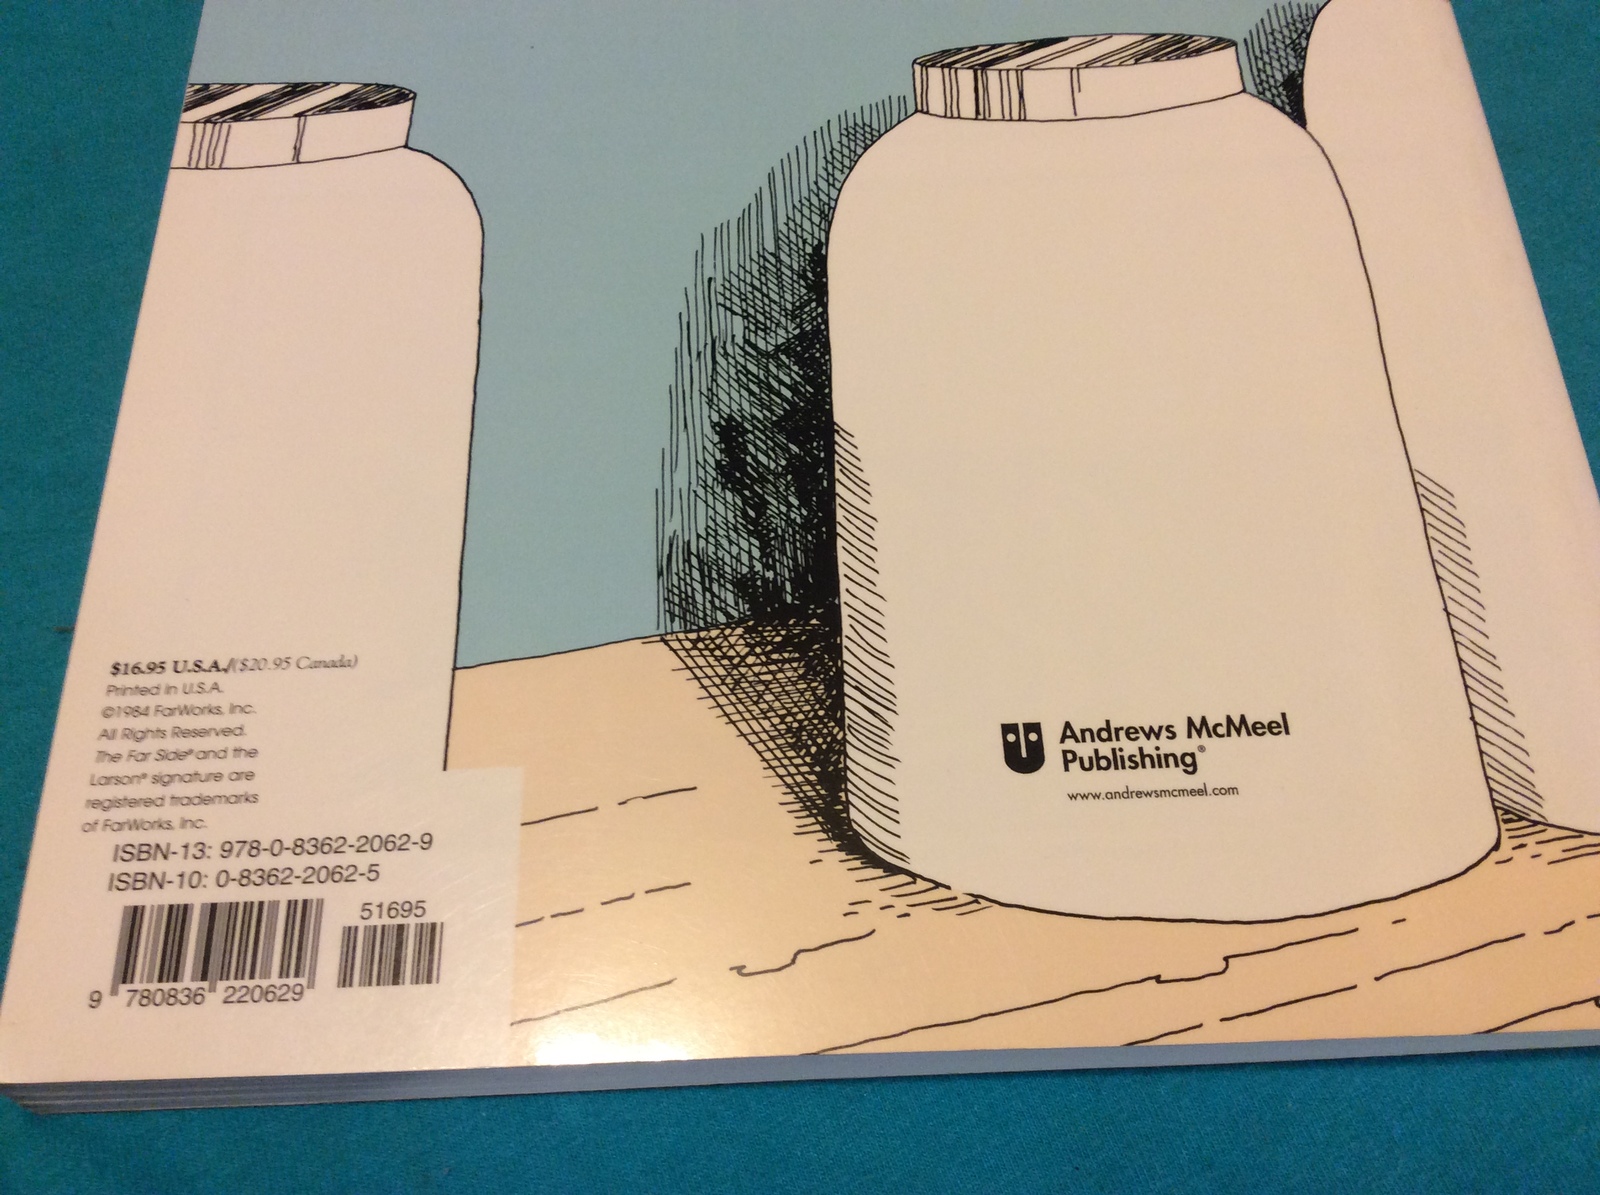 $16.95 U.S.A./($20.95 Canada)
Printed in U.S.A.
©1984 FarWorks, Inc.
All Rights Reserved.
The Far Side® and the
Larson® signature are
registered trademarks
of FarWorks, Inc.
ISBN-13: 978-0-8362-2062-9
ISBN-10: 0-8362-2062-5
51695
9 780836 220629
Andrews McMeel
Publishing®
www.andrewsmcmeel.com